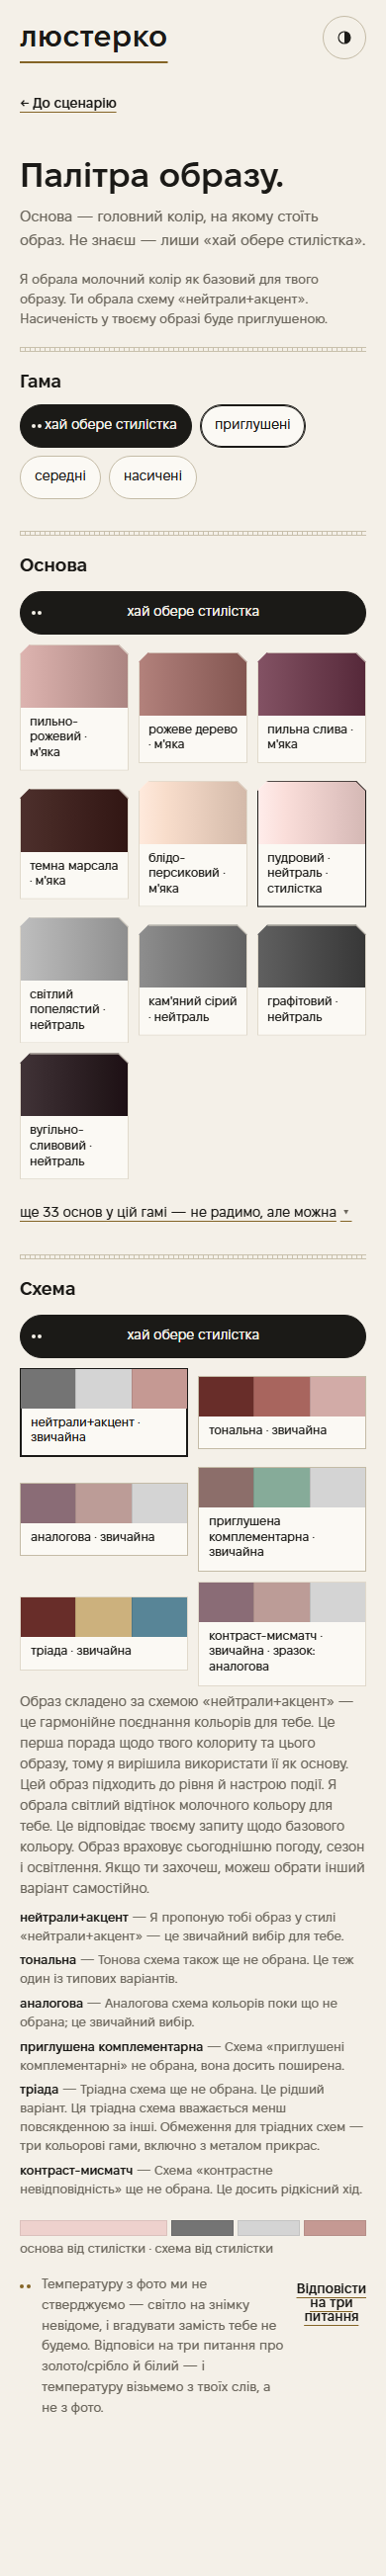 люстерко
← До сценарію
Палітра образу.
Основа — головний колір, на якому стоїть
образ. Не знаєш — лиши «хай обере стилістка».
Я обрала молочний колір як базовий для твого
образу. Ти обрала схему «нейтрали+акцент».
Насиченість у твоєму образі буде приглушеною.
Гама
•• хай обере стилістка
приглушені
середні
насичені
Основа
•• хай обере стилістка
пильно-
рожевий ·
м'яка
рожеве дерево
· м'яка
пильна слива ·
м'яка
темна марсала
· м'яка
блідо-
персиковий ·
м'яка
пудровий ·
нейтраль ·
стилістка
світлий
попелястий ·
нейтраль
кам'яний сірий
· нейтраль
графітовий ·
нейтраль
вугільно-
сливовий ·
нейтраль
ще 33 основ у цій гамі — не радимо, але можна ▾
Схема
•• хай обере стилістка
нейтрали+акцент ·
звичайна
тональна · звичайна
аналогова · звичайна
приглушена
комплементарна ·
звичайна
тріада · звичайна
контраст-мисматч ·
звичайна · зразок:
аналогова
Образ складено за схемою «нейтрали+акцент» —
це гармонійне поєднання кольорів для тебе. Це
перша порада щодо твого колориту та цього
образу, тому я вирішила використати її як основу.
Цей образ підходить до рівня й настрою події. Я
обрала світлий відтінок молочного кольору для
тебе. Це відповідає твоєму запиту щодо базового
кольору. Образ враховує сьогоднішню погоду, сезон
і освітлення. Якщо ти захочеш, можеш обрати інший
варіант самостійно.
нейтрали+акцент — Я пропоную тобі образ у стилі
«нейтрали+акцент» — це звичайний вибір для тебе.
тональна — Тонова схема також ще не обрана. Це теж
один із типових варіантів.
аналогова — Аналогова схема кольорів поки що не
обрана; це звичайний вибір.
приглушена комплементарна — Схема «приглушені
комплементарні» не обрана, вона досить поширена.
тріада — Тріадна схема ще не обрана. Це рідший
варіант. Ця тріадна схема вважається менш
повсякденною за інші. Обмеження для тріадних схем —
три кольорові гами, включно з металом прикрас.
контраст-мисматч — Схема «контрастне
невідповідність» ще не обрана. Це досить рідкісний хід.
основа від стилістки · схема від стилістки
•• Температуру з фото ми не
стверджуємо — світло на знімку
невідоме, і вгадувати замість тебе не
будемо. Відповіси на три питання про
золото/срібло й білий — і
температуру візьмемо з твоїх слів, а
не з фото.
Відповісти
на три
питання